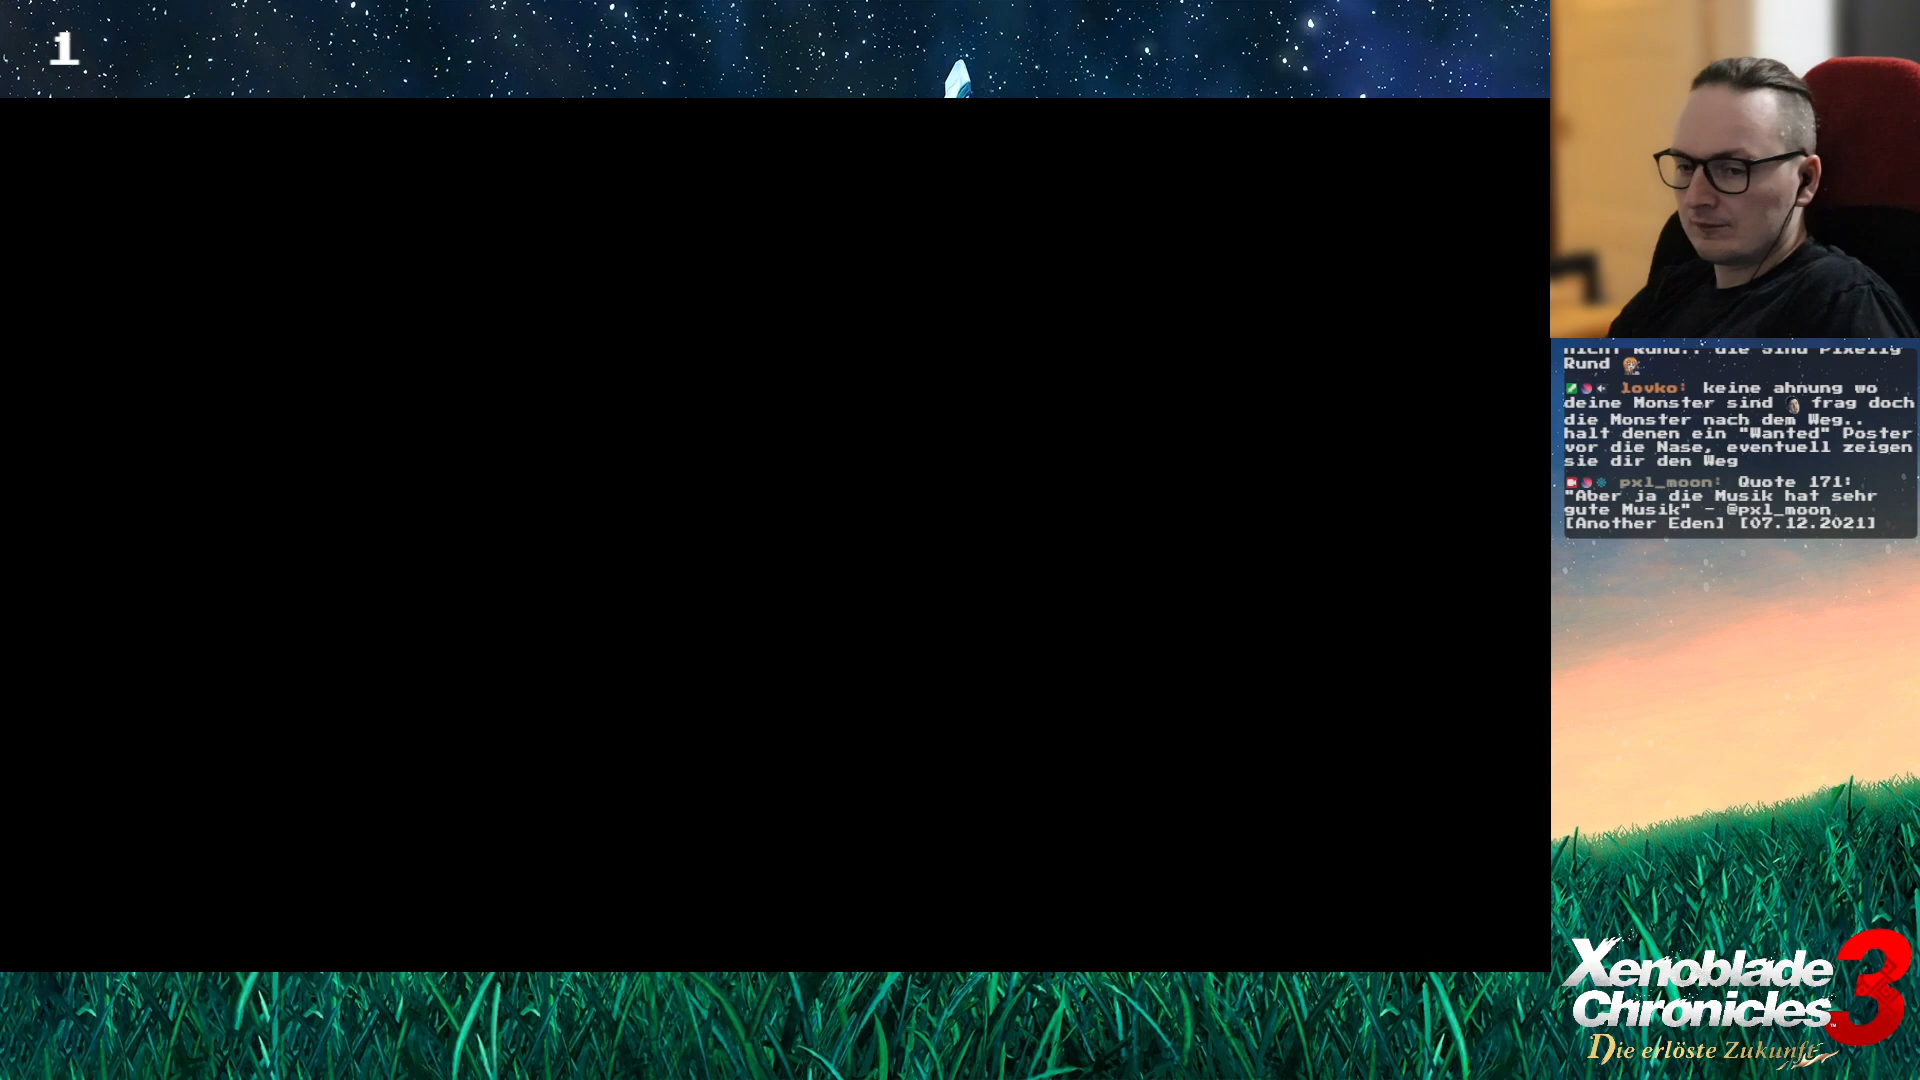 1
Rund
lovko: keine ahnung wo
deine Monster sind frag doch
die Monster nach dem Weg..
halt denen ein "Wanted" Poster
vor die Nase, eventuell zeigen
sie dir den Weg
pxl_moon: Quote 171:
"Aber ja die Musik hat sehr
gute Musik" - @pxl_moon
[Another Eden] [07.12.2021]
Xenoblade
Chronicles 3
Die erlöste Zukunft